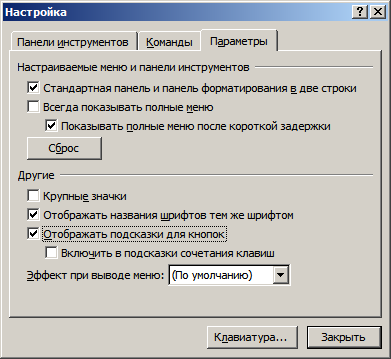 Настройка
Панели инструментов Команды Параметры
Настраиваемые меню и панели инструментов
Стандартная панель и панель форматирования в две строки
Всегда показывать полные меню
Показывать полные меню после короткой задержки
Сброс
Другие
Крупные значки
Отображать названия шрифтов тем же шрифтом
Отображать подсказки для кнопок
Включить в подсказки сочетания клавиш
Эффект при выводе меню: (По умолчанию)
Клавиатура... Закрыть